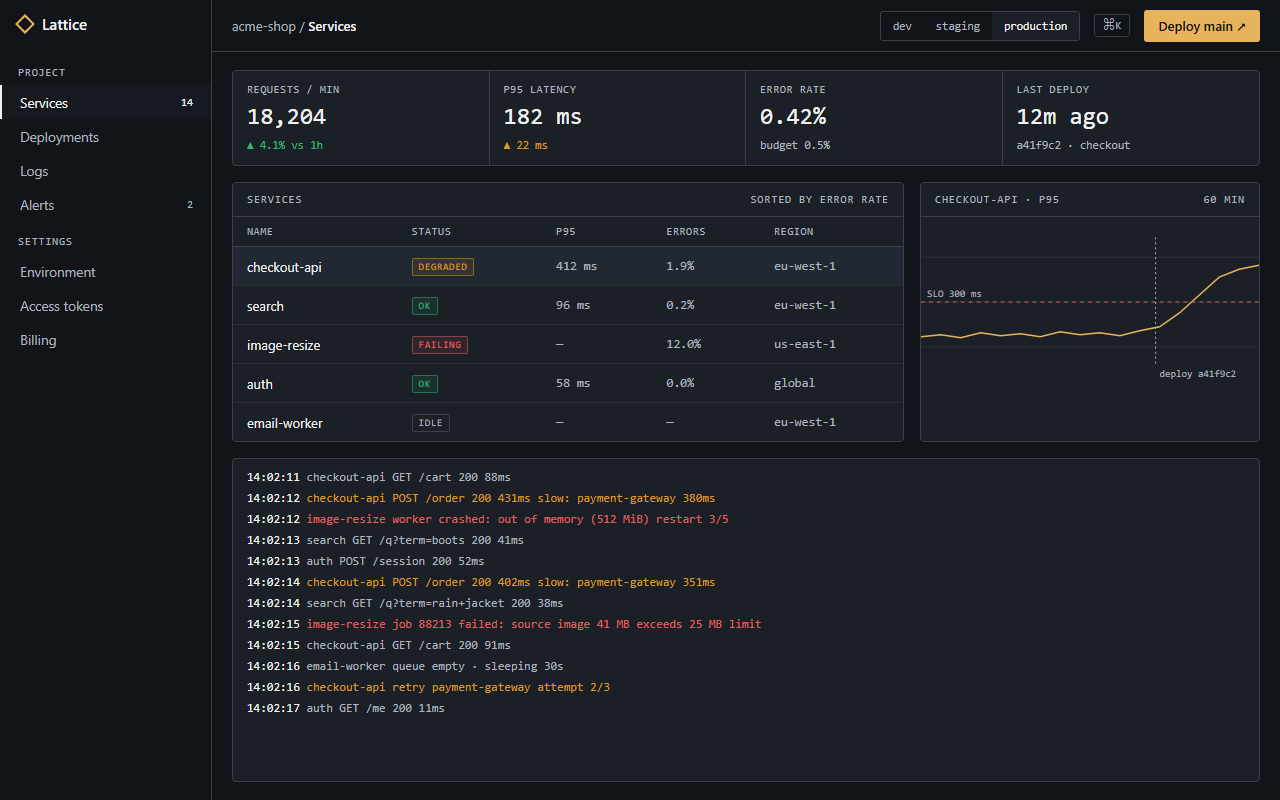 Lattice
PROJECT
Services 14
Deployments
Logs
Alerts 2
SETTINGS
Environment
Access tokens
Billing
acme-shop / Services
dev staging production
⌘K
Deploy main ↗
REQUESTS / MIN
18,204
▲ 4.1% vs 1h
P95 LATENCY
182 ms
▲ 22 ms
ERROR RATE
0.42%
budget 0.5%
LAST DEPLOY
12m ago
a41f9c2 · checkout
SERVICES SORTED BY ERROR RATE
NAME STATUS P95 ERRORS REGION
checkout-api DEGRADED 412 ms 1.9% eu-west-1
search OK 96 ms 0.2% eu-west-1
image-resize FAILING — 12.0% us-east-1
auth OK 58 ms 0.0% global
email-worker IDLE — — eu-west-1
CHECKOUT-API · P95 60 MIN
SLO 300 ms
deploy a41f9c2
14:02:11 checkout-api GET /cart 200 88ms
14:02:12 checkout-api POST /order 200 431ms slow: payment-gateway 380ms
14:02:12 image-resize worker crashed: out of memory (512 MiB) restart 3/5
14:02:13 search GET /q?term=boots 200 41ms
14:02:13 auth POST /session 200 52ms
14:02:14 checkout-api POST /order 200 402ms slow: payment-gateway 351ms
14:02:14 search GET /q?term=rain+jacket 200 38ms
14:02:15 image-resize job 88213 failed: source image 41 MB exceeds 25 MB limit
14:02:15 checkout-api GET /cart 200 91ms
14:02:16 email-worker queue empty · sleeping 30s
14:02:16 checkout-api retry payment-gateway attempt 2/3
14:02:17 auth GET /me 200 11ms